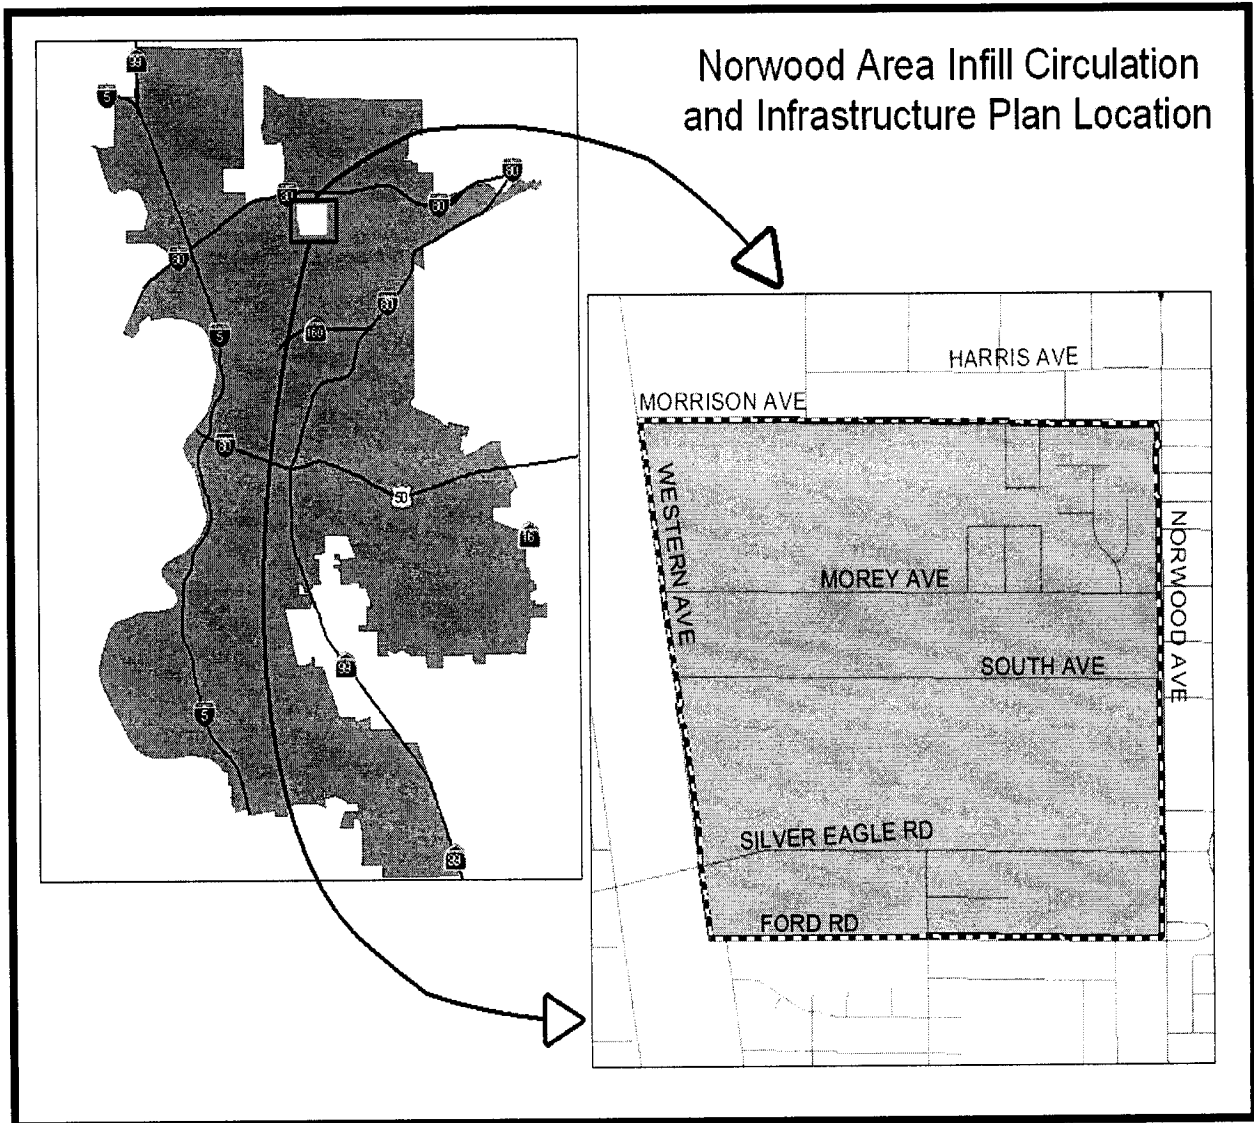 Norwood Area Infill Circulation
and Infrastructure Plan Location
99
5
80
80
80
80
5
80
160
80
50
16
99
5
99
HARRIS AVE
MORRISON AVE
WESTERN AVE
MOREY AVE
NORWOOD AVE
SOUTH AVE
SILVER EAGLE RD
FORD RD